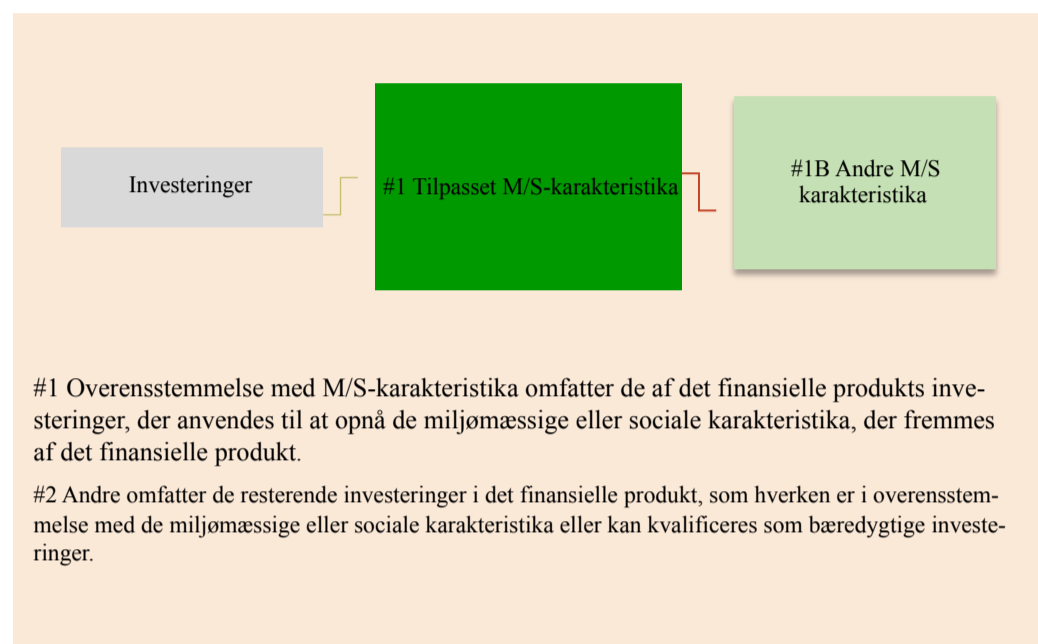 Investeringer
#1 Tilpasset M/S-karakteristika
#1B Andre M/S
karakteristika
#1 Overensstemmelse med M/S-karakteristika omfatter de af det finansielle produkts inve-
steringer, der anvendes til at opnå de miljømæssige eller sociale karakteristika, der fremmes
af det finansielle produkt.
#2 Andre omfatter de resterende investeringer i det finansielle produkt, som hverken er i overensstem-
melse med de miljømæssige eller sociale karakteristika eller kan kvalificeres som bæredygtige investe-
ringer.